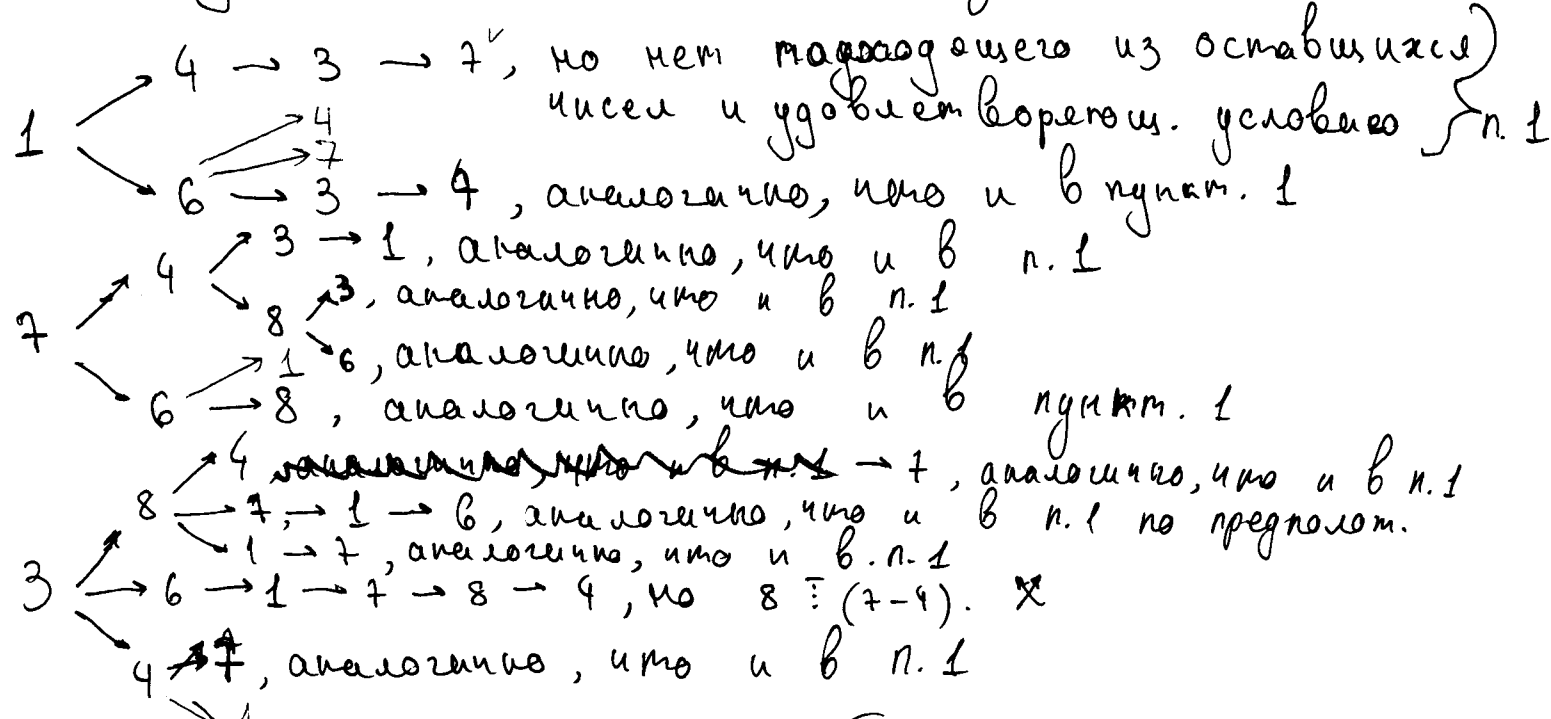 4 → 3 → 7, но нет подходящего из оставшихся
1 4 чисел и удовлетворяющ. условию } п. 1
7
6 → 3 → 4, аналогично, что и в пункт. 1
3 → 1, аналогично, что и в п. 1
4
8 3, аналогично, что и в п. 1
7
1 6, аналогично, что и в п. 1
6 → 8, аналогично, что и в пункт. 1
4 → 7, аналогично, что и в п. 1
8 → 7, → 1 → 6, аналогично, что и в п. 1 по предполож.
1 → 7, аналогично, что и в п. 1
3 → 6 → 1 → 7 → 8 → 4, но 8 ⋮ (7-4). X
4 → 7, аналогично, что и в п. 1